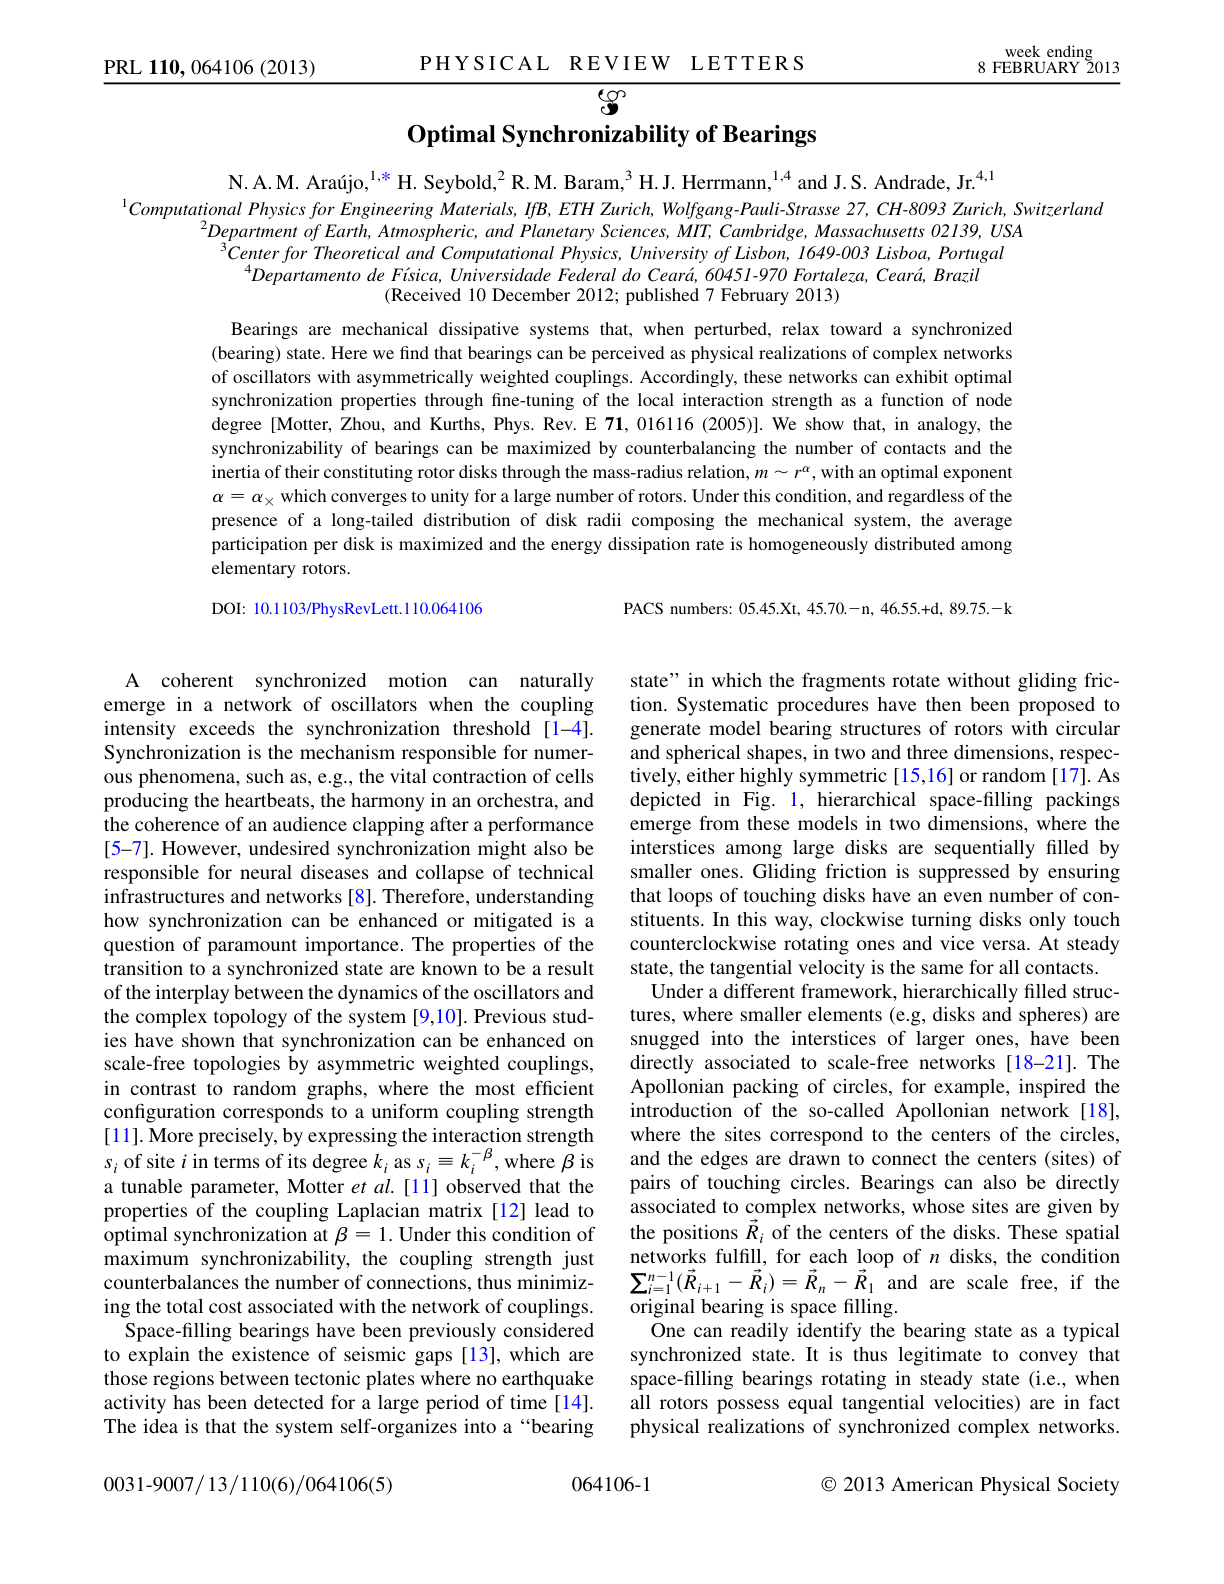 PRL 110, 064106 (2013)
PHYSICAL REVIEW LETTERS
week ending
8 FEBRUARY 2013
Optimal Synchronizability of Bearings
N. A. M. Araújo,1,* H. Seybold,2 R. M. Baram,3 H. J. Herrmann,1,4 and J. S. Andrade, Jr.4,1
1Computational Physics for Engineering Materials, IfB, ETH Zurich, Wolfgang-Pauli-Strasse 27, CH-8093 Zurich, Switzerland
2Department of Earth, Atmospheric, and Planetary Sciences, MIT, Cambridge, Massachusetts 02139, USA
3Center for Theoretical and Computational Physics, University of Lisbon, 1649-003 Lisboa, Portugal
4Departamento de Física, Universidade Federal do Ceará, 60451-970 Fortaleza, Ceará, Brazil
(Received 10 December 2012; published 7 February 2013)
Bearings are mechanical dissipative systems that, when perturbed, relax toward a synchronized
(bearing) state. Here we find that bearings can be perceived as physical realizations of complex networks
of oscillators with asymmetrically weighted couplings. Accordingly, these networks can exhibit optimal
synchronization properties through fine-tuning of the local interaction strength as a function of node
degree [Motter, Zhou, and Kurths, Phys. Rev. E 71, 016116 (2005)]. We show that, in analogy, the
synchronizability of bearings can be maximized by counterbalancing the number of contacts and the
inertia of their constituting rotor disks through the mass-radius relation, m ∼ r^α, with an optimal exponent
α = α× which converges to unity for a large number of rotors. Under this condition, and regardless of the
presence of a long-tailed distribution of disk radii composing the mechanical system, the average
participation per disk is maximized and the energy dissipation rate is homogeneously distributed among
elementary rotors.
DOI: 10.1103/PhysRevLett.110.064106
PACS numbers: 05.45.Xt, 45.70.−n, 46.55.+d, 89.75.−k
A coherent synchronized motion can naturally
emerge in a network of oscillators when the coupling
intensity exceeds the synchronization threshold [1–4].
Synchronization is the mechanism responsible for numer-
ous phenomena, such as, e.g., the vital contraction of cells
producing the heartbeats, the harmony in an orchestra, and
the coherence of an audience clapping after a performance
[5–7]. However, undesired synchronization might also be
responsible for neural diseases and collapse of technical
infrastructures and networks [8]. Therefore, understanding
how synchronization can be enhanced or mitigated is a
question of paramount importance. The properties of the
transition to a synchronized state are known to be a result
of the interplay between the dynamics of the oscillators and
the complex topology of the system [9,10]. Previous stud-
ies have shown that synchronization can be enhanced on
scale-free topologies by asymmetric weighted couplings,
in contrast to random graphs, where the most efficient
configuration corresponds to a uniform coupling strength
[11]. More precisely, by expressing the interaction strength
s_i of site i in terms of its degree k_i as s_i ≡ k_i^−β, where β is
a tunable parameter, Motter et al. [11] observed that the
properties of the coupling Laplacian matrix [12] lead to
optimal synchronization at β = 1. Under this condition of
maximum synchronizability, the coupling strength just
counterbalances the number of connections, thus minimiz-
ing the total cost associated with the network of couplings.
Space-filling bearings have been previously considered
to explain the existence of seismic gaps [13], which are
those regions between tectonic plates where no earthquake
activity has been detected for a large period of time [14].
The idea is that the system self-organizes into a “bearing
state” in which the fragments rotate without gliding fric-
tion. Systematic procedures have then been proposed to
generate model bearing structures of rotors with circular
and spherical shapes, in two and three dimensions, respec-
tively, either highly symmetric [15,16] or random [17]. As
depicted in Fig. 1, hierarchical space-filling packings
emerge from these models in two dimensions, where the
interstices among large disks are sequentially filled by
smaller ones. Gliding friction is suppressed by ensuring
that loops of touching disks have an even number of con-
stituents. In this way, clockwise turning disks only touch
counterclockwise rotating ones and vice versa. At steady
state, the tangential velocity is the same for all contacts.
Under a different framework, hierarchically filled struc-
tures, where smaller elements (e.g, disks and spheres) are
snugged into the interstices of larger ones, have been
directly associated to scale-free networks [18–21]. The
Apollonian packing of circles, for example, inspired the
introduction of the so-called Apollonian network [18],
where the sites correspond to the centers of the circles,
and the edges are drawn to connect the centers (sites) of
pairs of touching circles. Bearings can also be directly
associated to complex networks, whose sites are given by
the positions R⃗_i of the centers of the disks. These spatial
networks fulfill, for each loop of n disks, the condition
∑_{i=1}^{n−1}(R⃗_{i+1} − R⃗_i) = R⃗_n − R⃗_1 and are scale free, if the
original bearing is space filling.
One can readily identify the bearing state as a typical
synchronized state. It is thus legitimate to convey that
space-filling bearings rotating in steady state (i.e., when
all rotors possess equal tangential velocities) are in fact
physical realizations of synchronized complex networks.
0031-9007/13/110(6)/064106(5)
064106-1
© 2013 American Physical Society